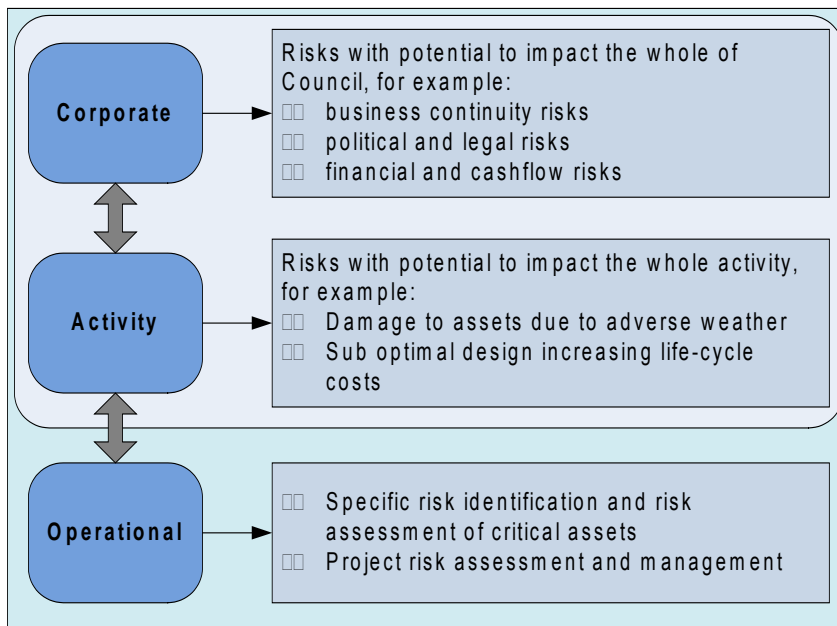 Corporate
Risks with potential to impact the whole of
Council, for example:
□□ business continuity risks
□□ political and legal risks
□□ financial and cashflow risks
Activity
Risks with potential to impact the whole activity,
for example:
□□ Damage to assets due to adverse weather
□□ Sub optimal design increasing life-cycle
costs
Operational
□□ Specific risk identification and risk
assessment of critical assets
□□ Project risk assessment and management